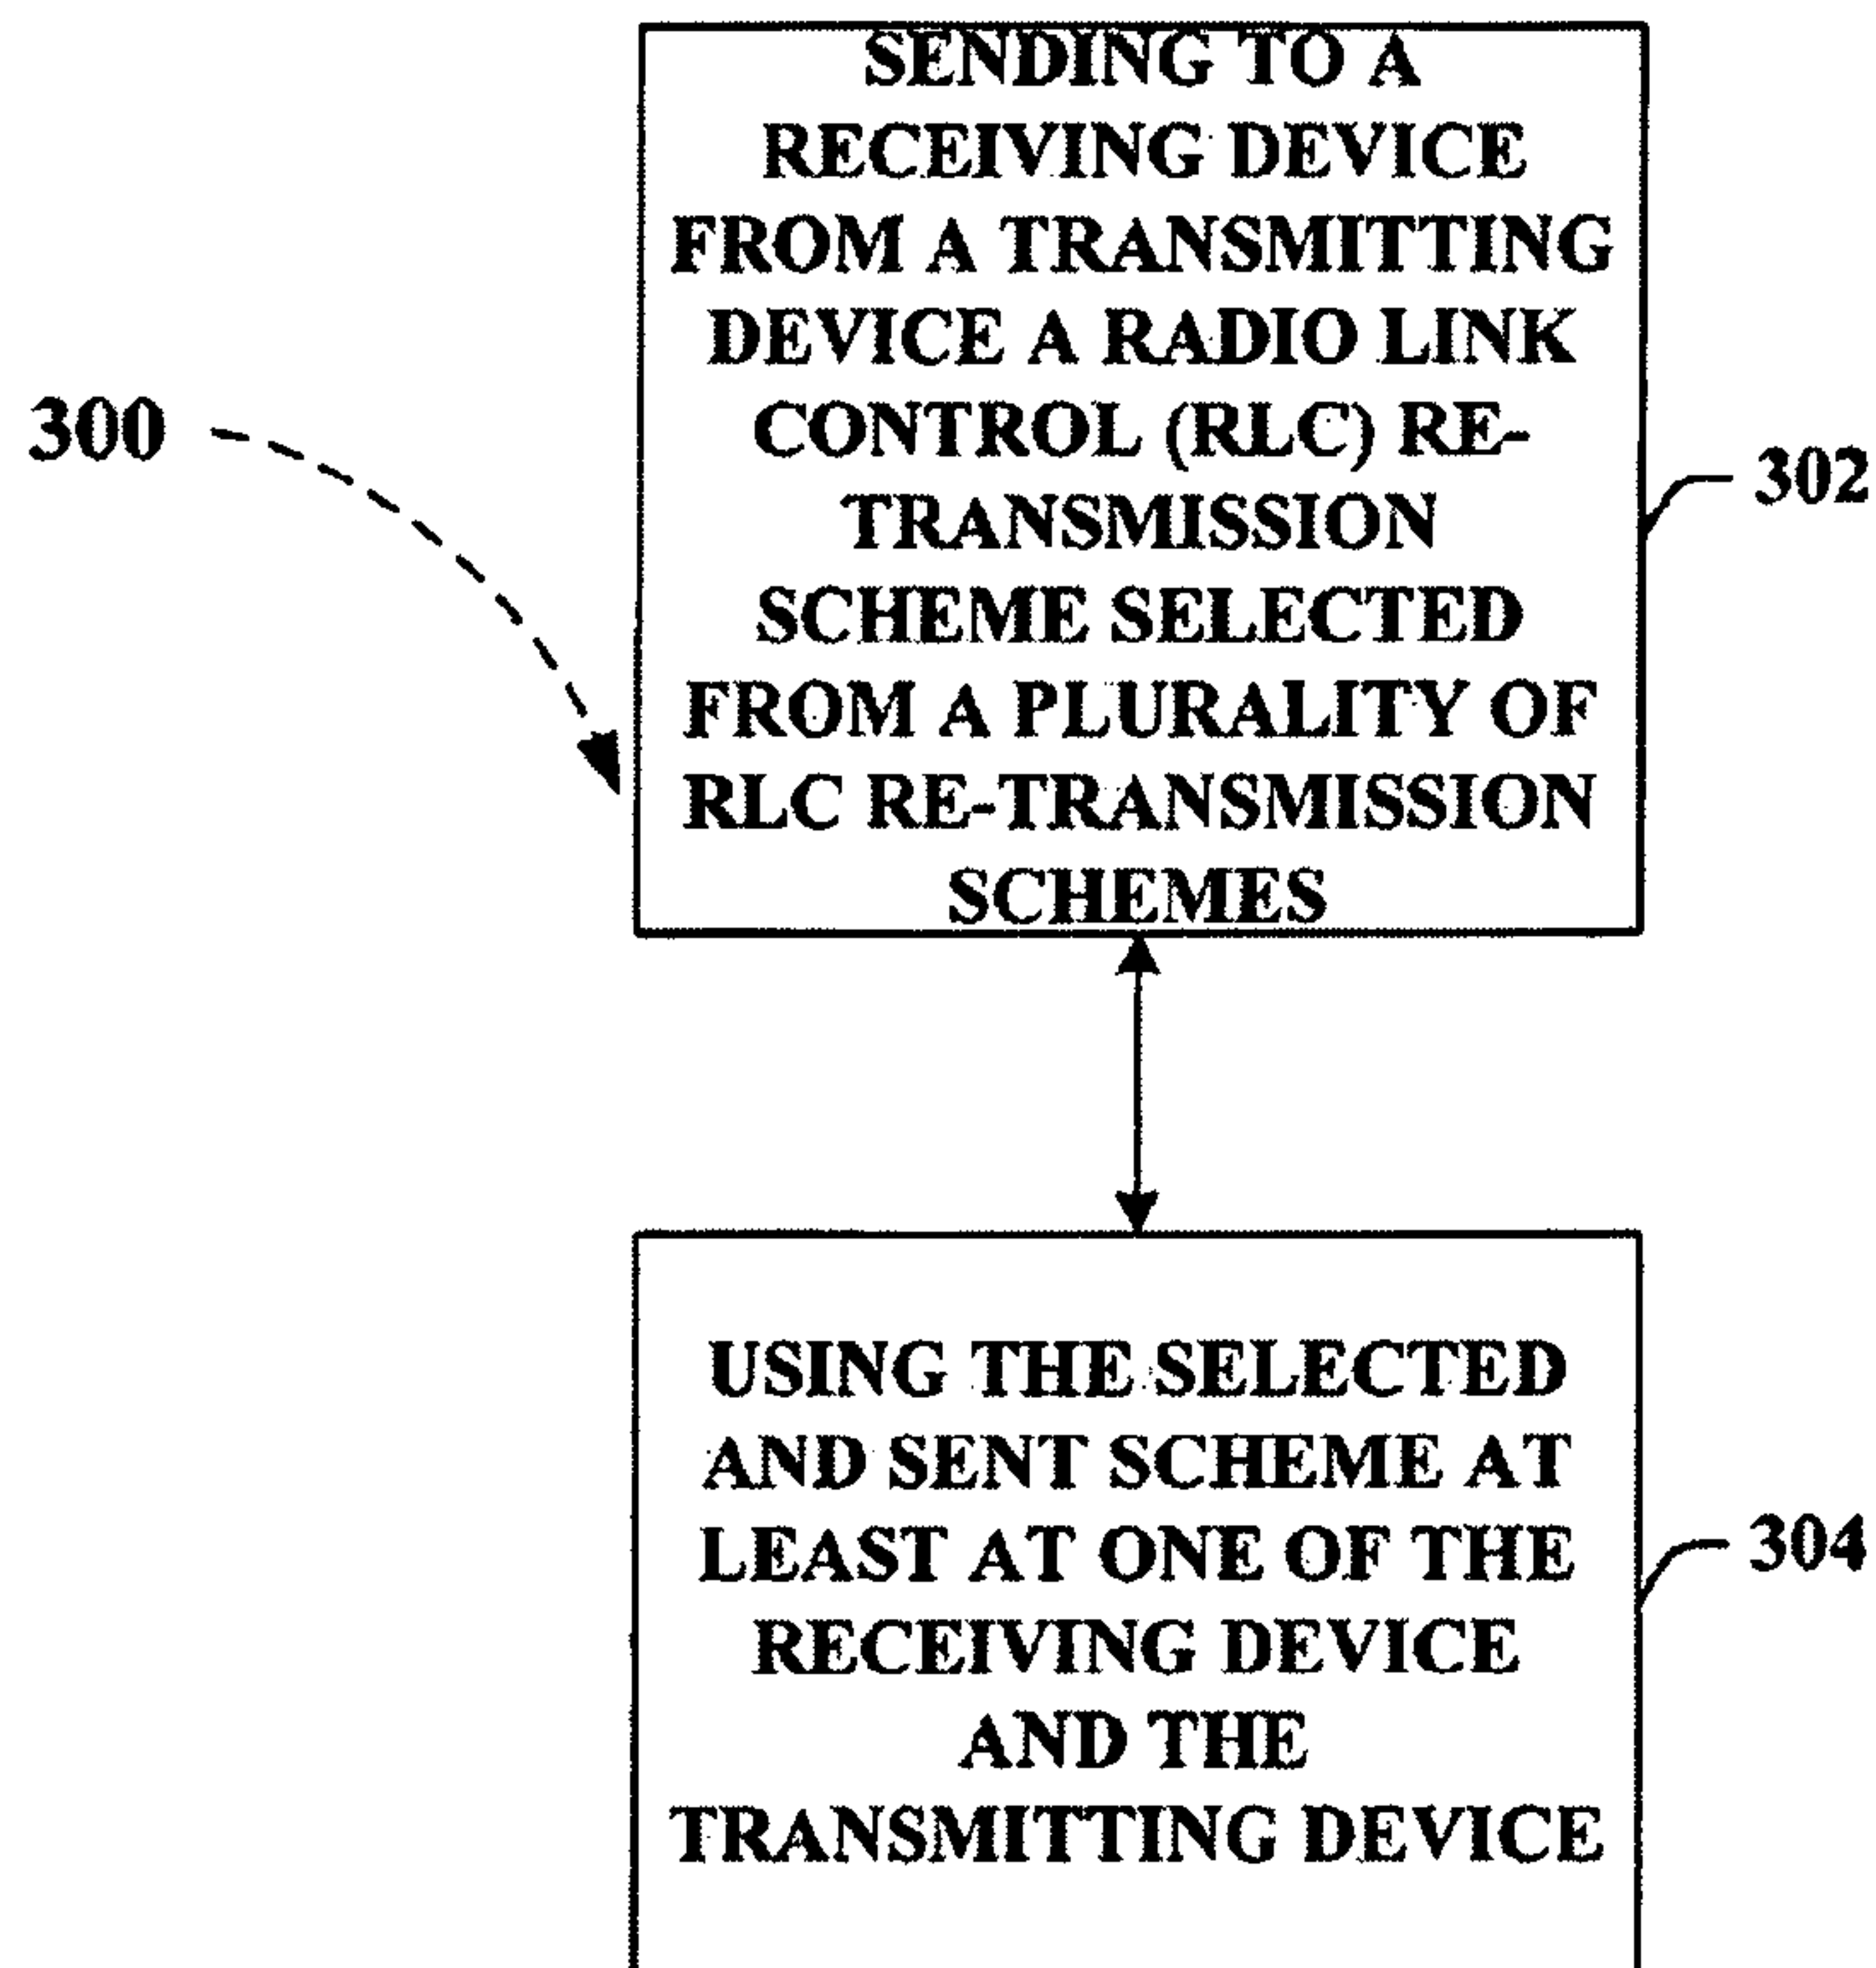 SENDING TO A
RECEIVING DEVICE
FROM A TRANSMITTING
DEVICE A RADIO LINK
CONTROL (RLC) RE-
TRANSMISSION
SCHEME SELECTED
FROM A PLURALITY OF
RLC RE-TRANSMISSION
SCHEMES
300
302
USING THE SELECTED
AND SENT SCHEME AT
LEAST AT ONE OF THE
RECEIVING DEVICE
AND THE
TRANSMITTING DEVICE
304